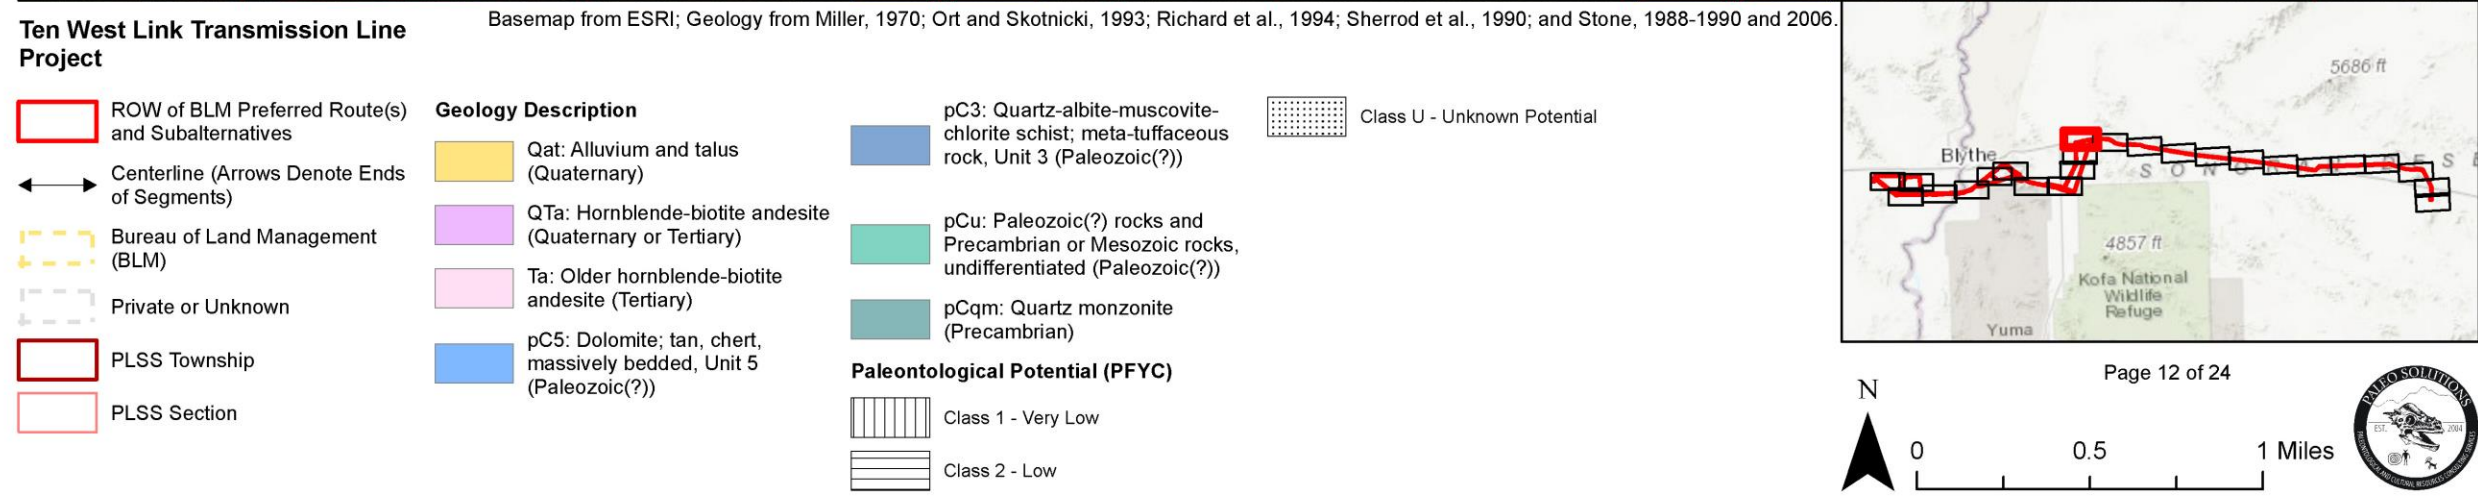 Ten West Link Transmission Line
Project
Basemap from ESRI; Geology from Miller, 1970; Ort and Skotnicki, 1993; Richard et al., 1994; Sherrod et al., 1990; and Stone, 1988-1990 and 2006.
ROW of BLM Preferred Route(s)
and Subalternatives
Centerline (Arrows Denote Ends
of Segments)
Bureau of Land Management
(BLM)
Private or Unknown
PLSS Township
PLSS Section
Geology Description
Qat: Alluvium and talus
(Quaternary)
QTa: Hornblende-biotite andesite
(Quaternary or Tertiary)
Ta: Older hornblende-biotite
andesite (Tertiary)
pC5: Dolomite; tan, chert,
massively bedded, Unit 5
(Paleozoic(?))
pC3: Quartz-albite-muscovite-
chlorite schist; meta-tuffaceous
rock, Unit 3 (Paleozoic(?))
pCu: Paleozoic(?) rocks and
Precambrian or Mesozoic rocks,
undifferentiated (Paleozoic(?))
pCqm: Quartz monzonite
(Precambrian)
Paleontological Potential (PFYC)
Class 1 - Very Low
Class 2 - Low
Class U - Unknown Potential
5686 ft
Blythe
4857 ft
Kofa National
Wildlife
Refuge
Yuma
Page 12 of 24
N
0 0.5 1 Miles
PALEO SOLUTIONS
EST. 2004